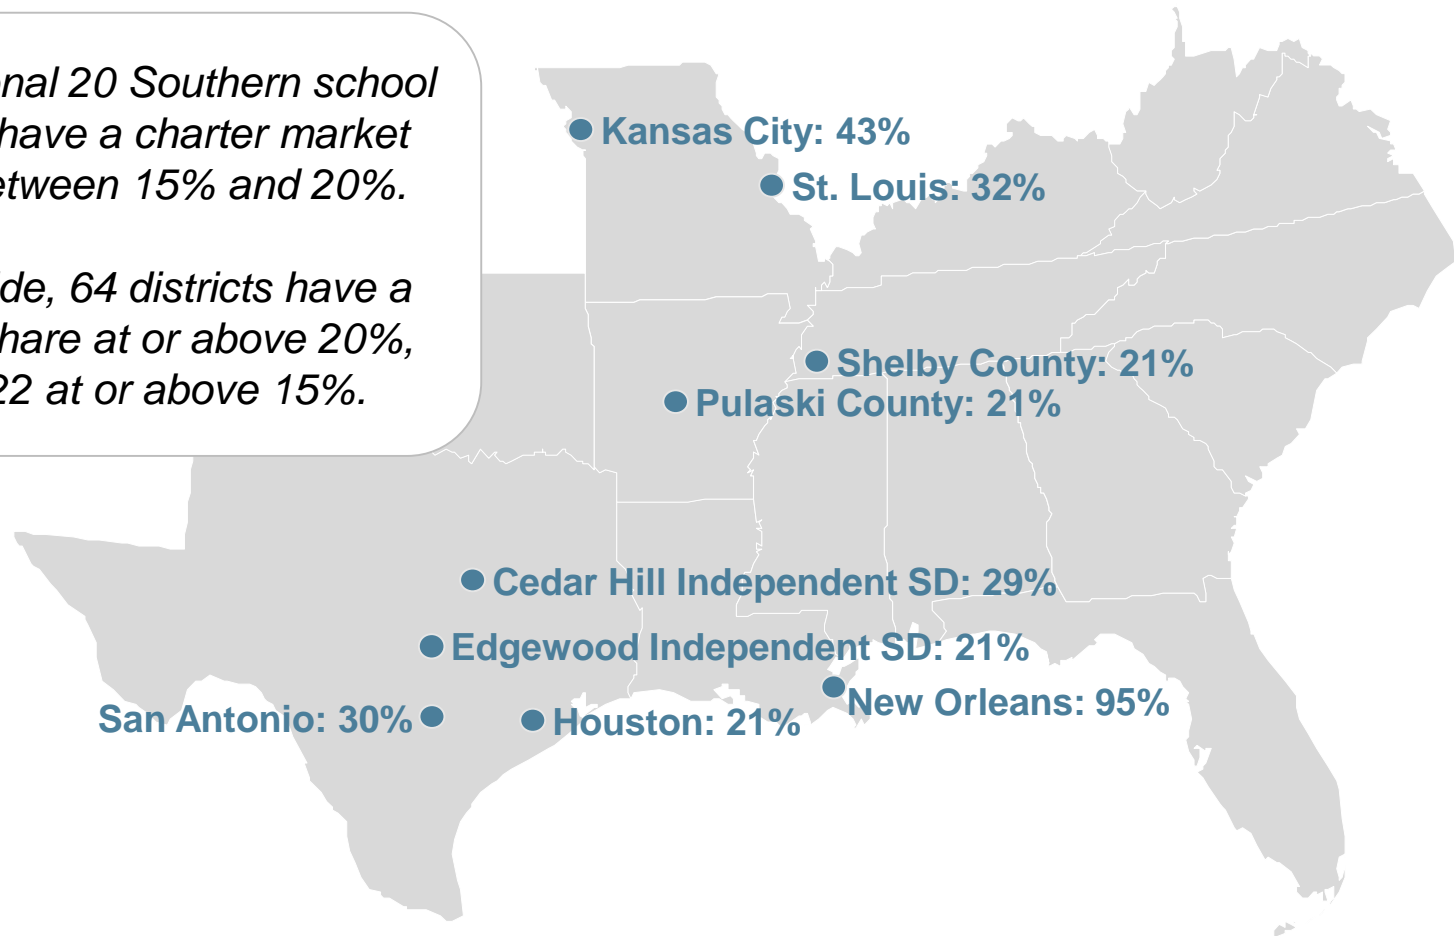 onal 20 Southern school
have a charter market
etween 15% and 20%.
de, 64 districts have a
hare at or above 20%,
22 at or above 15%.
Kansas City: 43%
St. Louis: 32%
Shelby County: 21%
Pulaski County: 21%
Cedar Hill Independent SD: 29%
Edgewood Independent SD: 21%
New Orleans: 95%
San Antonio: 30%
Houston: 21%